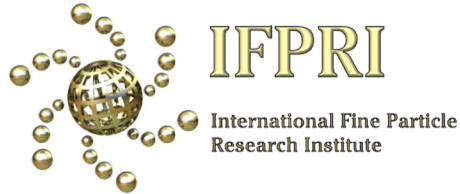 IFPRI
International Fine Particle
Research Institute